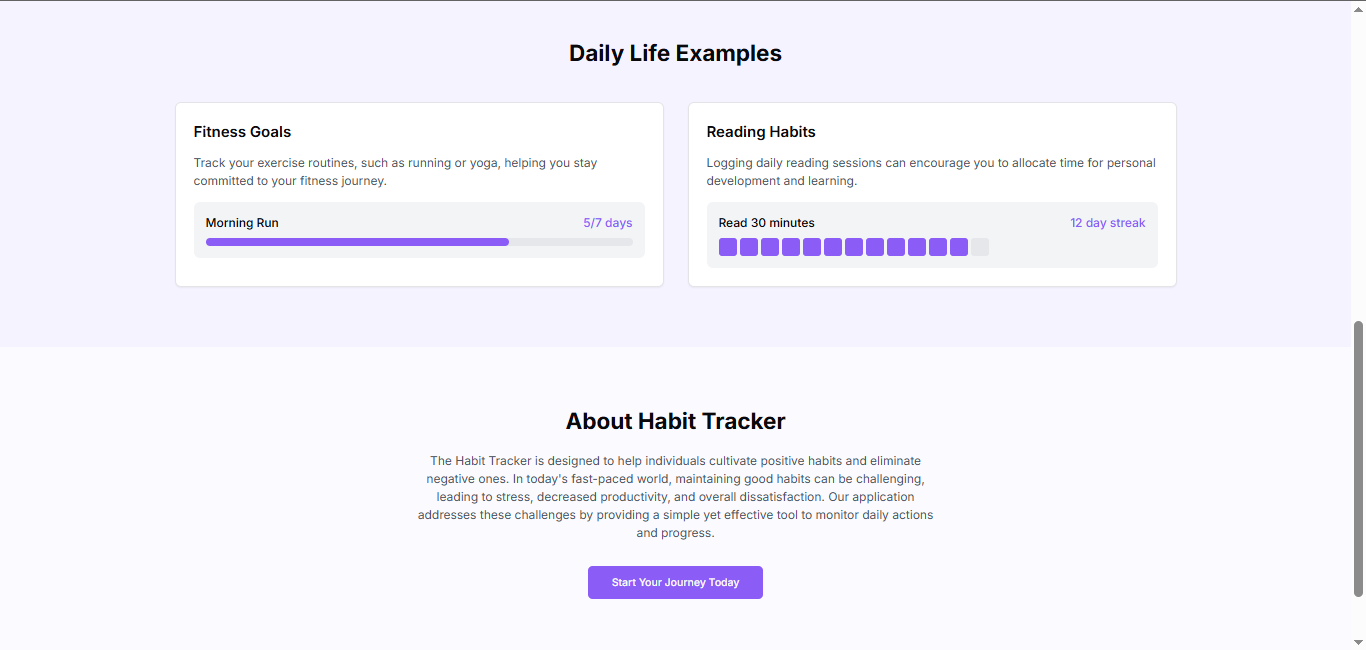 Daily Life Examples
Fitness Goals
Track your exercise routines, such as running or yoga, helping you stay
committed to your fitness journey.
Morning Run
5/7 days
Reading Habits
Logging daily reading sessions can encourage you to allocate time for personal
development and learning.
Read 30 minutes
12 day streak
About Habit Tracker
The Habit Tracker is designed to help individuals cultivate positive habits and eliminate
negative ones. In today's fast-paced world, maintaining good habits can be challenging,
leading to stress, decreased productivity, and overall dissatisfaction. Our application
addresses these challenges by providing a simple yet effective tool to monitor daily actions
and progress.
Start Your Journey Today